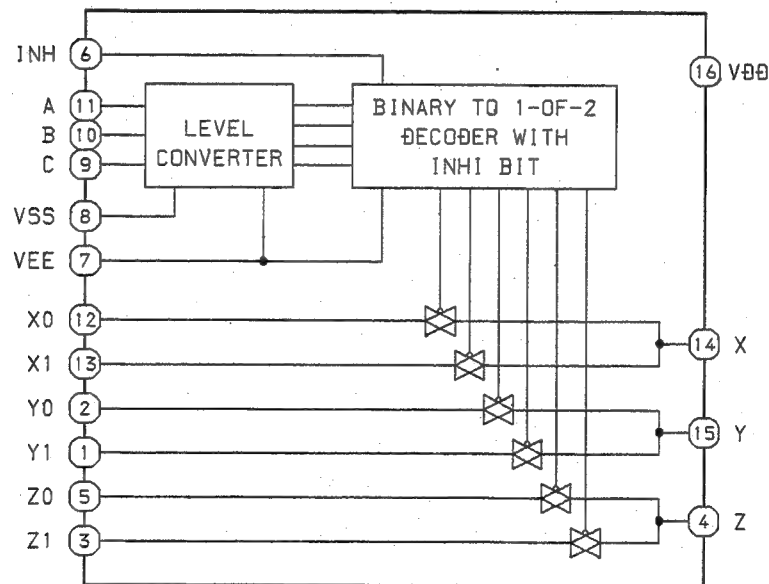 INH 6
16 VDD
A 11
B 10
C 9
LEVEL
CONVERTER
BINARY TO 1-OF-2
DECODER WITH
INHI BIT
VSS 8
VEE 7
X0 12
X1 13
14 X
Y0 2
Y1 1
15 Y
Z0 5
Z1 3
4 Z